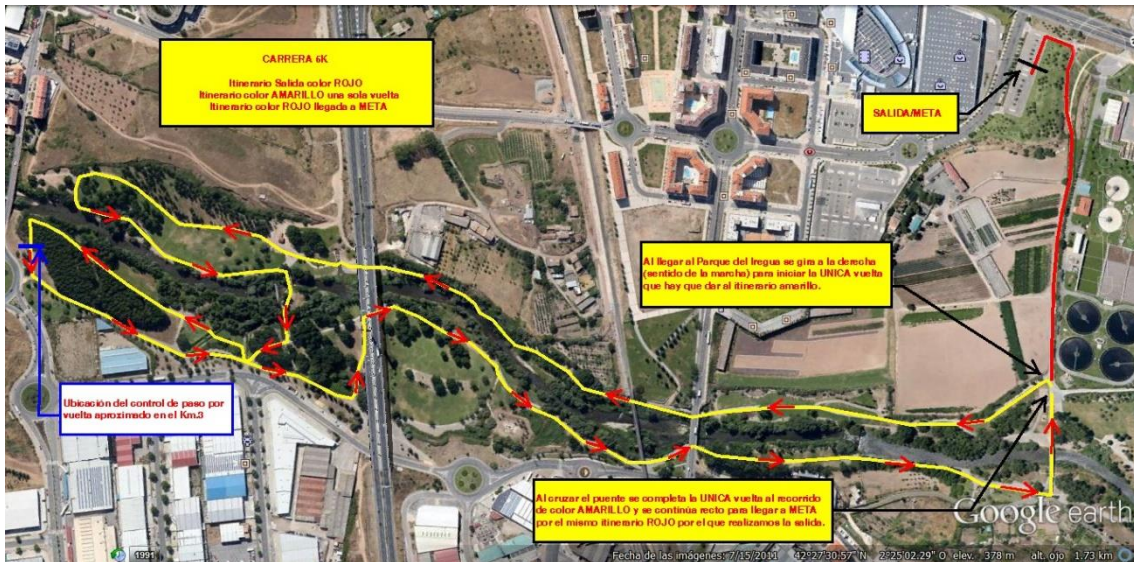 CARRERA 6K
Itinerario Salida color ROJO
Itinerario color AMARILLO una sola vuelta
Itinerario color ROJO llegada a META
SALIDA/META
Al llegar al Parque del Iregua se gira a la derecha
(sentido de la marcha) para iniciar la UNICA vuelta
que hay que dar al itinerario amarillo.
Ubicación del control de paso por
vuelta aproximado en el Km.3
Al cruzar el puente se completa la UNICA vuelta al recorrido
de color AMARILLO y se continúa recto para llegar a META
por el mismo itinerario ROJO por el que realizamos la salida.
Google earth
1991
Fecha de las imágenes: 7/15/2011 42°27'30.57" N 2°25'02.29" O elev. 378 m alt. ojo 1.73 km